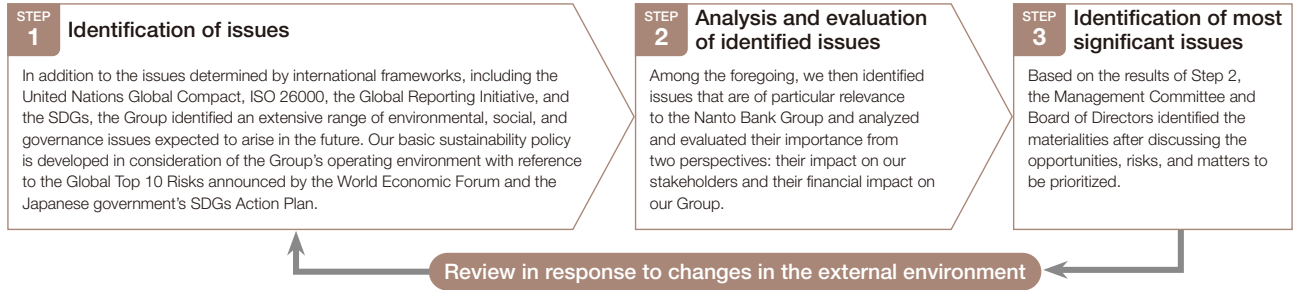 STEP
1
Identification of issues
In addition to the issues determined by international frameworks, including the
United Nations Global Compact, ISO 26000, the Global Reporting Initiative, and
the SDGs, the Group identified an extensive range of environmental, social, and
governance issues expected to arise in the future. Our basic sustainability policy
is developed in consideration of the Group's operating environment with reference
to the Global Top 10 Risks announced by the World Economic Forum and the
Japanese government's SDGs Action Plan.
STEP
2
Analysis and evaluation
of identified issues
Among the foregoing, we then identified
issues that are of particular relevance
to the Nanto Bank Group and analyzed
and evaluated their importance from
two perspectives: their impact on our
stakeholders and their financial impact on
our Group.
STEP
3
Identification of most
significant issues
Based on the results of Step 2,
the Management Committee and
Board of Directors identified the
materialities after discussing the
opportunities, risks, and matters to
be prioritized.
Review in response to changes in the external environment